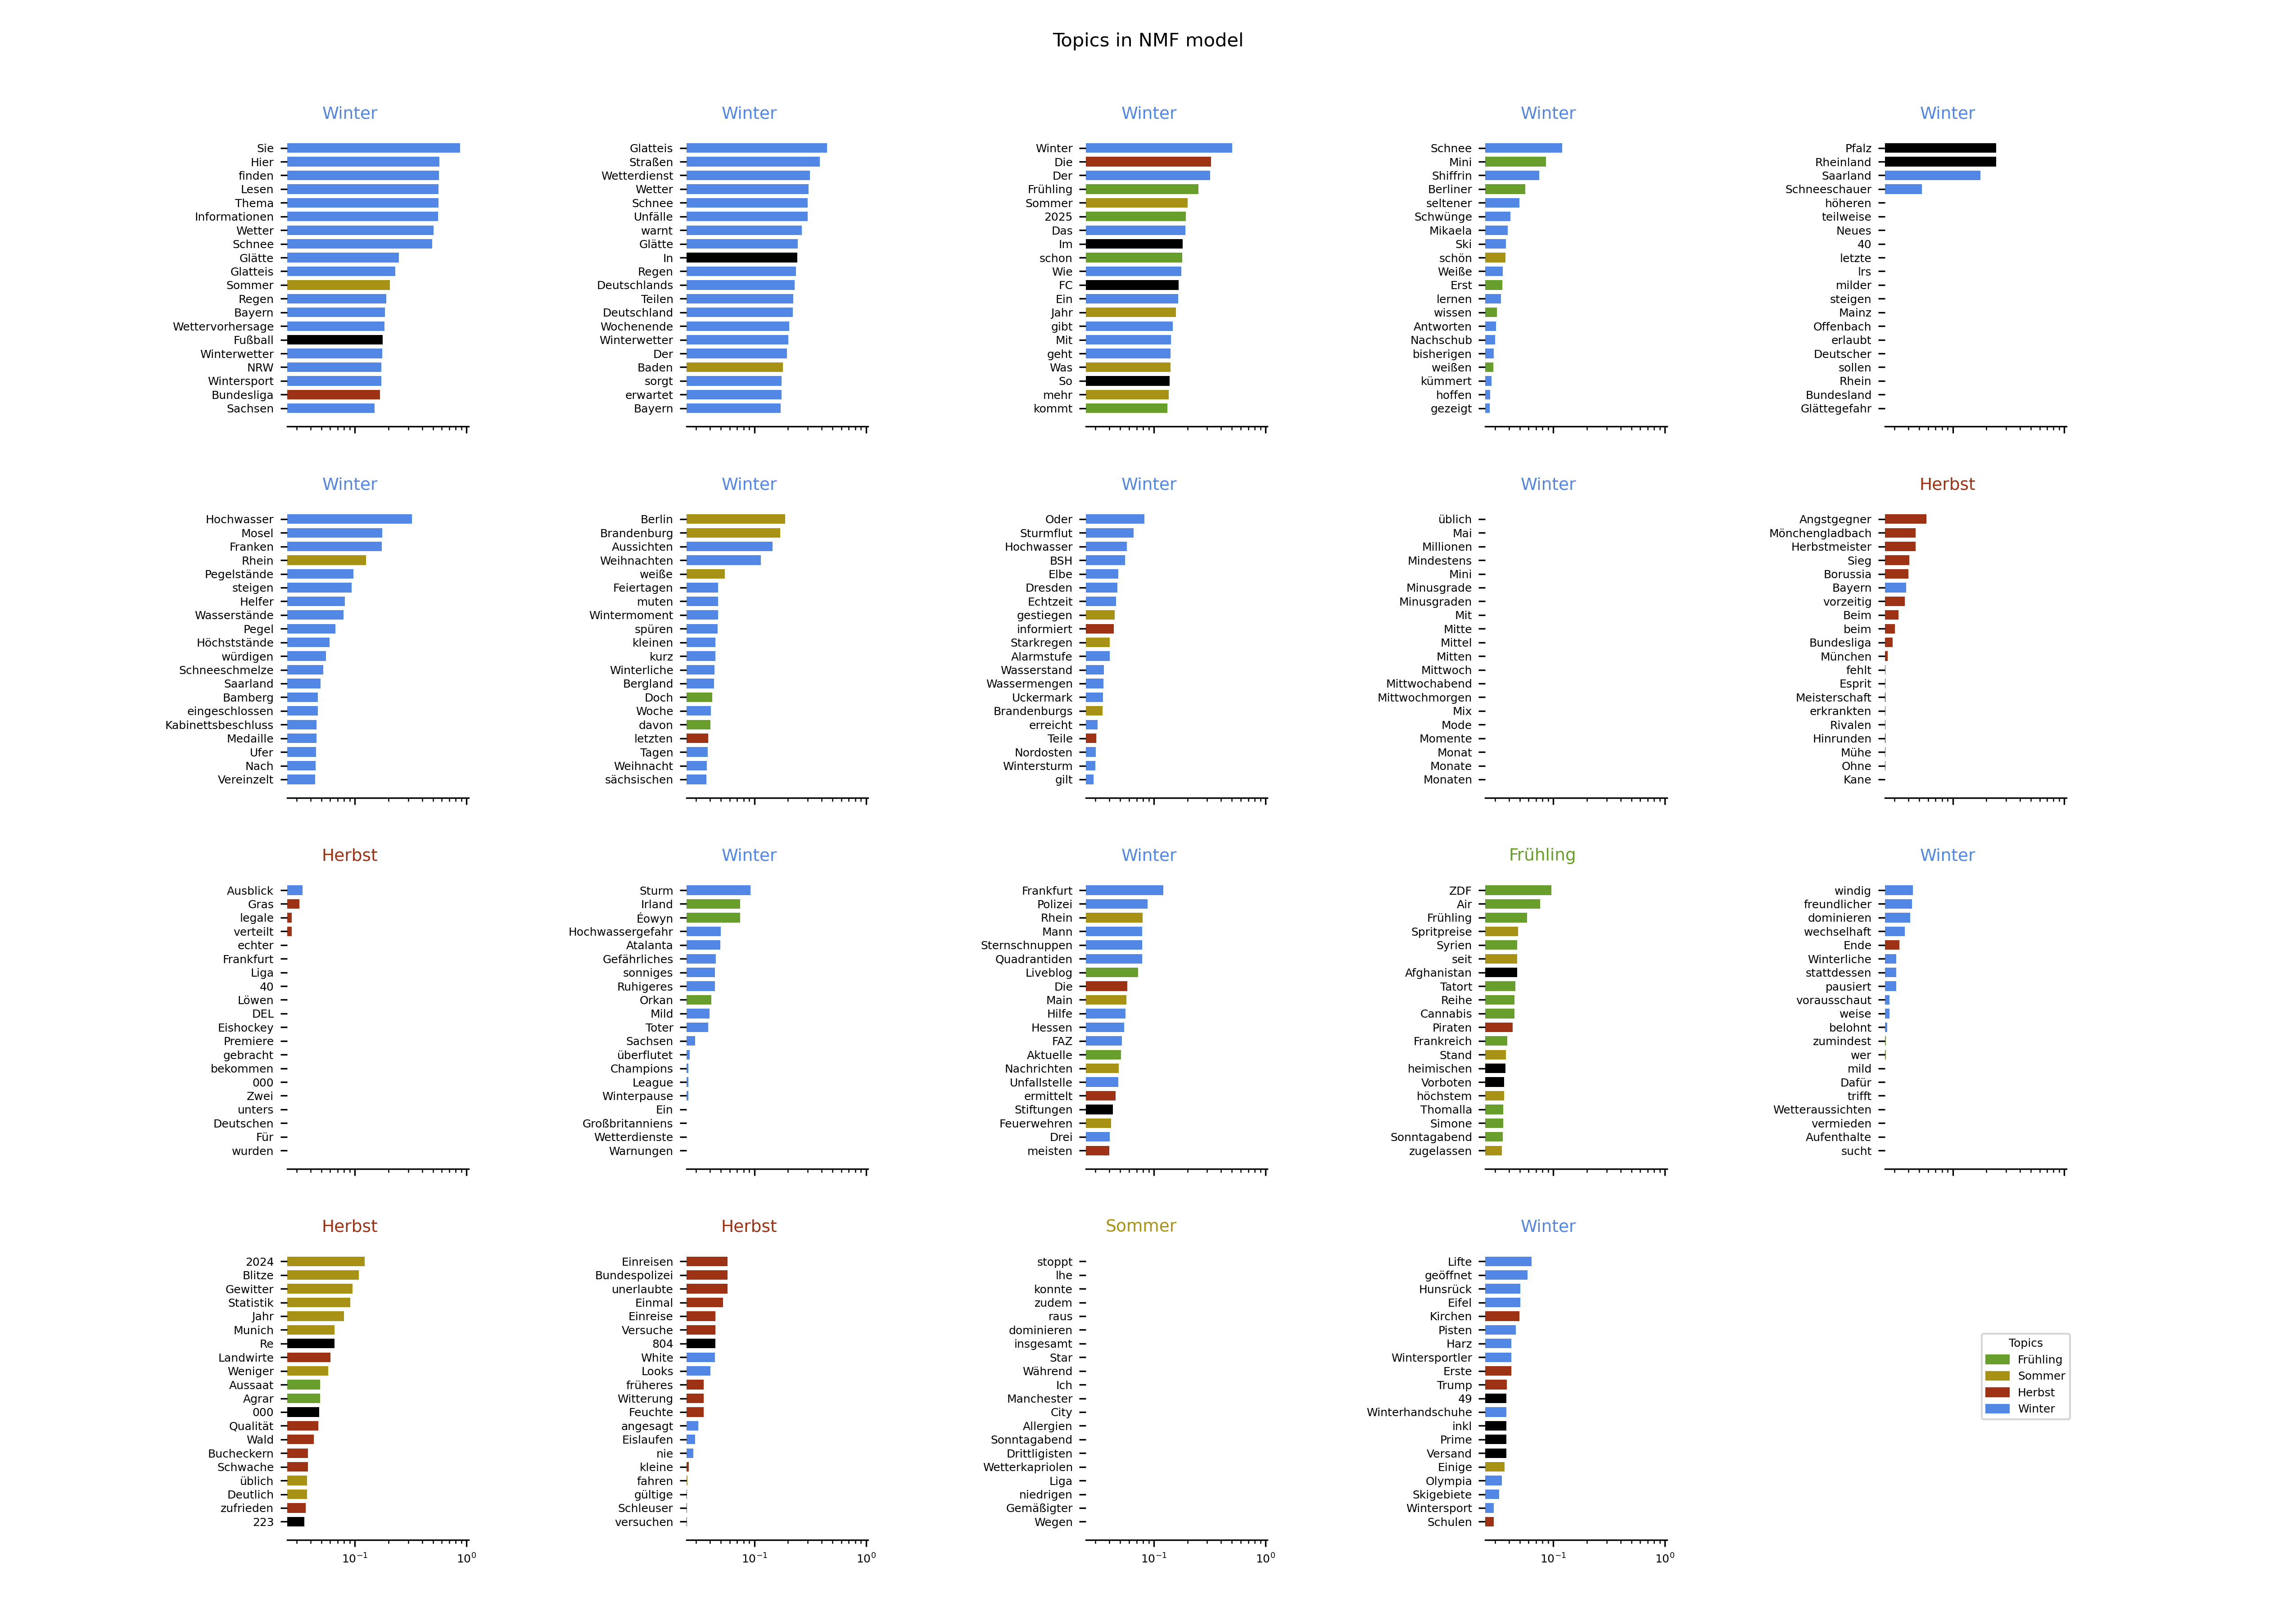 Topics in NMF model
Winter
Sie
Hier
finden
Lesen
Thema
Informationen
Wetter
Schnee
Glätte
Glatteis
Sommer
Regen
Bayern
Wettervorhersage
Fußball
Winterwetter
NRW
Wintersport
Bundesliga
Sachsen
Winter
Glatteis
Straßen
Wetterdienst
Wetter
Schnee
Unfälle
warnt
Glätte
In
Regen
Deutschlands
Teilen
Deutschland
Wochenende
Winterwetter
Der
Baden
sorgt
erwartet
Bayern
Winter
Winter
Die
Der
Frühling
Sommer
2025
Das
Im
schon
Wie
FC
Ein
Jahr
gibt
Mit
geht
Was
So
mehr
kommt
Winter
Schnee
Mini
Shiffrin
Berliner
seltener
Schwünge
Mikaela
Ski
schön
Weiße
Erst
lernen
wissen
Antworten
Nachschub
bisherigen
weißen
kümmert
hoffen
gezeigt
Winter
Pfalz
Rheinland
Saarland
Schneeschauer
höheren
teilweise
Neues
40
letzte
lrs
milder
steigen
Mainz
Offenbach
erlaubt
Deutscher
sollen
Rhein
Bundesland
Glättegefahr
Winter
Hochwasser
Mosel
Franken
Rhein
Pegelstände
steigen
Helfer
Wasserstände
Pegel
Höchststände
würdigen
Schneeschmelze
Saarland
Bamberg
eingeschlossen
Kabinettsbeschluss
Medaille
Ufer
Nach
Vereinzelt
Winter
Berlin
Brandenburg
Aussichten
Weihnachten
weiße
Feiertagen
muten
Wintermoment
spüren
kleinen
kurz
Winterliche
Bergland
Doch
Woche
davon
letzten
Tagen
Weihnacht
sächsischen
Winter
Oder
Sturmflut
Hochwasser
BSH
Elbe
Dresden
Echtzeit
gestiegen
informiert
Starkregen
Alarmstufe
Wasserstand
Wassermengen
Uckermark
Brandenburgs
erreicht
Teile
Nordosten
Wintersturm
gilt
Winter
üblich
Mai
Millionen
Mindestens
Mini
Minusgrade
Minusgraden
Mit
Mitte
Mittel
Mitten
Mittwoch
Mittwochabend
Mittwochmorgen
Mix
Mode
Momente
Monat
Monate
Monaten
Herbst
Angstgegner
Mönchengladbach
Herbstmeister
Sieg
Borussia
Bayern
vorzeitig
Beim
beim
Bundesliga
München
fehlt
Esprit
Meisterschaft
erkrankten
Rivalen
Hinrunden
Mühe
Ohne
Kane
Herbst
Ausblick
Gras
legale
verteilt
echter
Frankfurt
Liga
40
Löwen
DEL
Eishockey
Premiere
gebracht
bekommen
000
Zwei
unters
Deutschen
Für
wurden
Winter
Sturm
Irland
Éowyn
Hochwassergefahr
Atalanta
Gefährliches
sonniges
Ruhigeres
Orkan
Mild
Toter
Sachsen
überflutet
Champions
League
Winterpause
Ein
Großbritanniens
Wetterdienste
Warnungen
Winter
Frankfurt
Polizei
Rhein
Mann
Sternschnuppen
Quadrantiden
Liveblog
Die
Main
Hilfe
Hessen
FAZ
Aktuelle
Nachrichten
Unfallstelle
ermittelt
Stiftungen
Feuerwehren
Drei
meisten
Frühling
ZDF
Air
Frühling
Spritpreise
Syrien
seit
Afghanistan
Tatort
Reihe
Cannabis
Piraten
Frankreich
Stand
heimischen
Vorboten
höchstem
Thomalla
Simone
Sonntagabend
zugelassen
Winter
windig
freundlicher
dominieren
wechselhaft
Ende
Winterliche
stattdessen
pausiert
vorausschaut
weise
belohnt
zumindest
wer
mild
Dafür
trifft
Wetteraussichten
vermieden
Aufenthalte
sucht
Herbst
2024
Blitze
Gewitter
Statistik
Jahr
Munich
Re
Landwirte
Weniger
Aussaat
Agrar
000
Qualität
Wald
Bucheckern
Schwache
üblich
Deutlich
zufrieden
223
10⁻¹ 10⁰
Herbst
Einreisen
Bundespolizei
unerlaubte
Einmal
Einreise
Versuche
804
White
Looks
früheres
Witterung
Feuchte
angesagt
Eislaufen
nie
kleine
fahren
gültige
Schleuser
versuchen
10⁻¹ 10⁰
Sommer
stoppt
lhe
konnte
zudem
raus
dominieren
insgesamt
Star
Während
Ich
Manchester
City
Allergien
Sonntagabend
Drittligisten
Wetterkapriolen
Liga
niedrigen
Gemäßigter
Wegen
10⁻¹ 10⁰
Winter
Lifte
geöffnet
Hunsrück
Eifel
Kirchen
Pisten
Harz
Wintersportler
Erste
Trump
49
Winterhandschuhe
inkl
Prime
Versand
Einige
Olympia
Skigebiete
Wintersport
Schulen
10⁻¹ 10⁰
Topics
Frühling
Sommer
Herbst
Winter